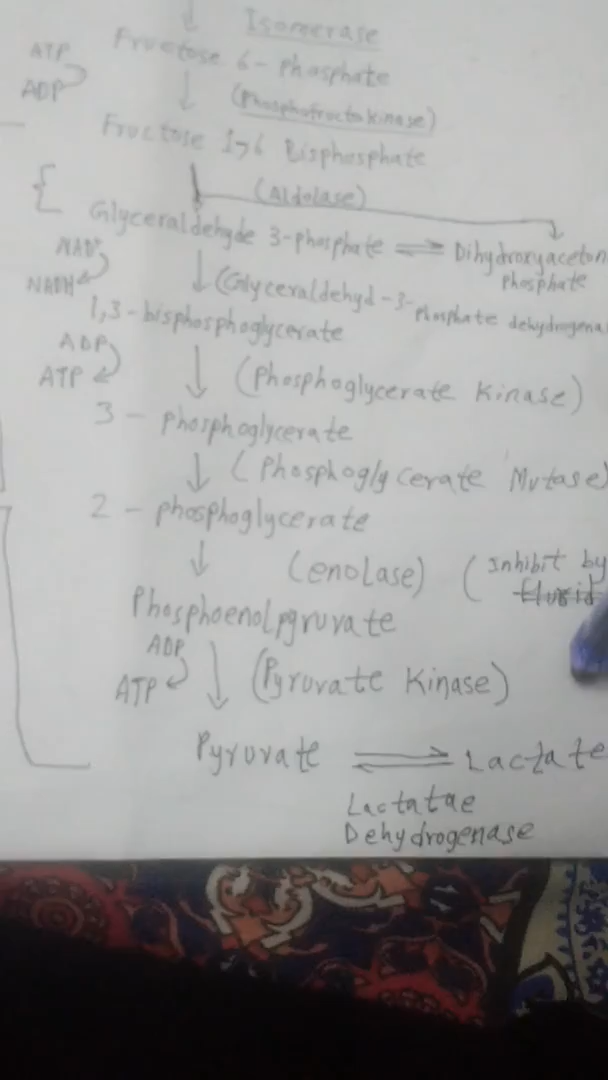 Isomerase
Fructose 6-Phosphate
ATP
ADP
(Phosphofructokinase)
Fructose 1,6 Bisphosphate
(Aldolase)
Glyceraldehyde 3-phosphate ⇌ Dihydroxyaceton
phosphate
NAD+
NADH
(Glyceraldehyd-3-phosphate dehydrogena
1,3-bisphosphoglycerate
ADP
ATP
(Phosphoglycerate Kinase)
3-phosphoglycerate
(Phosphoglycerate Mutase)
2-phosphoglycerate
(enolase) (Inhibit by
Phosphoenolpyruvate
ADP
ATP
(Pyruvate Kinase)
Pyruvate ⇌ Lactate
Lactatae
Dehydrogenase